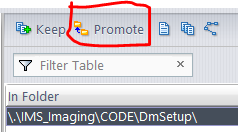 Keep Promote
Filter Table
In Folder
\.\IMS_Imaging\CODE\DmSetup\